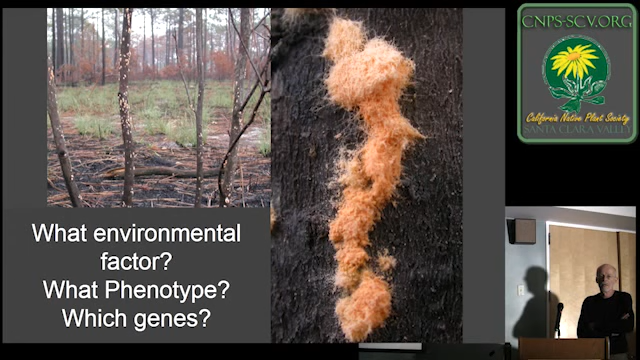 What environmental
factor?
What Phenotype?
Which genes?
CNPS-SCV.ORG
California Native Plant Society
SANTA CLARA VALLEY